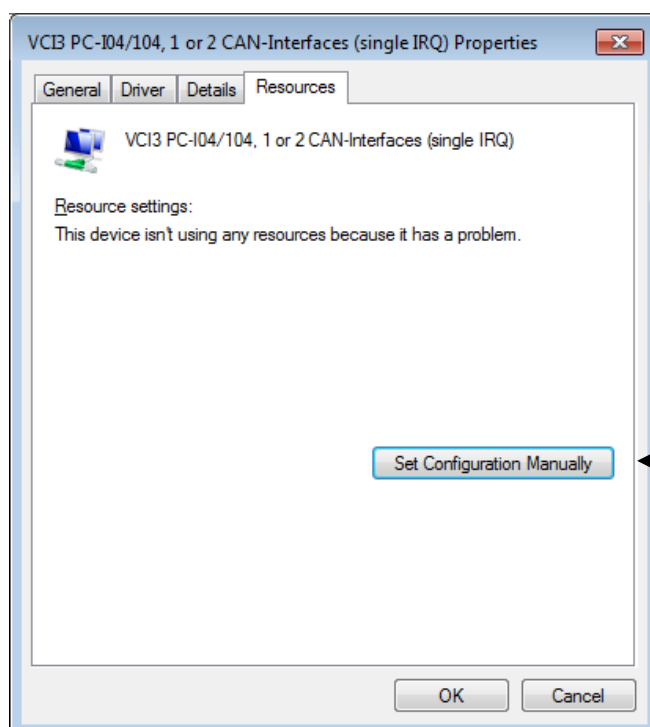 VCI3 PC-I04/104, 1 or 2 CAN-Interfaces (single IRQ) Properties
General Driver Details Resources
VCI3 PC-I04/104, 1 or 2 CAN-Interfaces (single IRQ)
Resource settings:
This device isn't using any resources because it has a problem.
Set Configuration Manually
OK Cancel